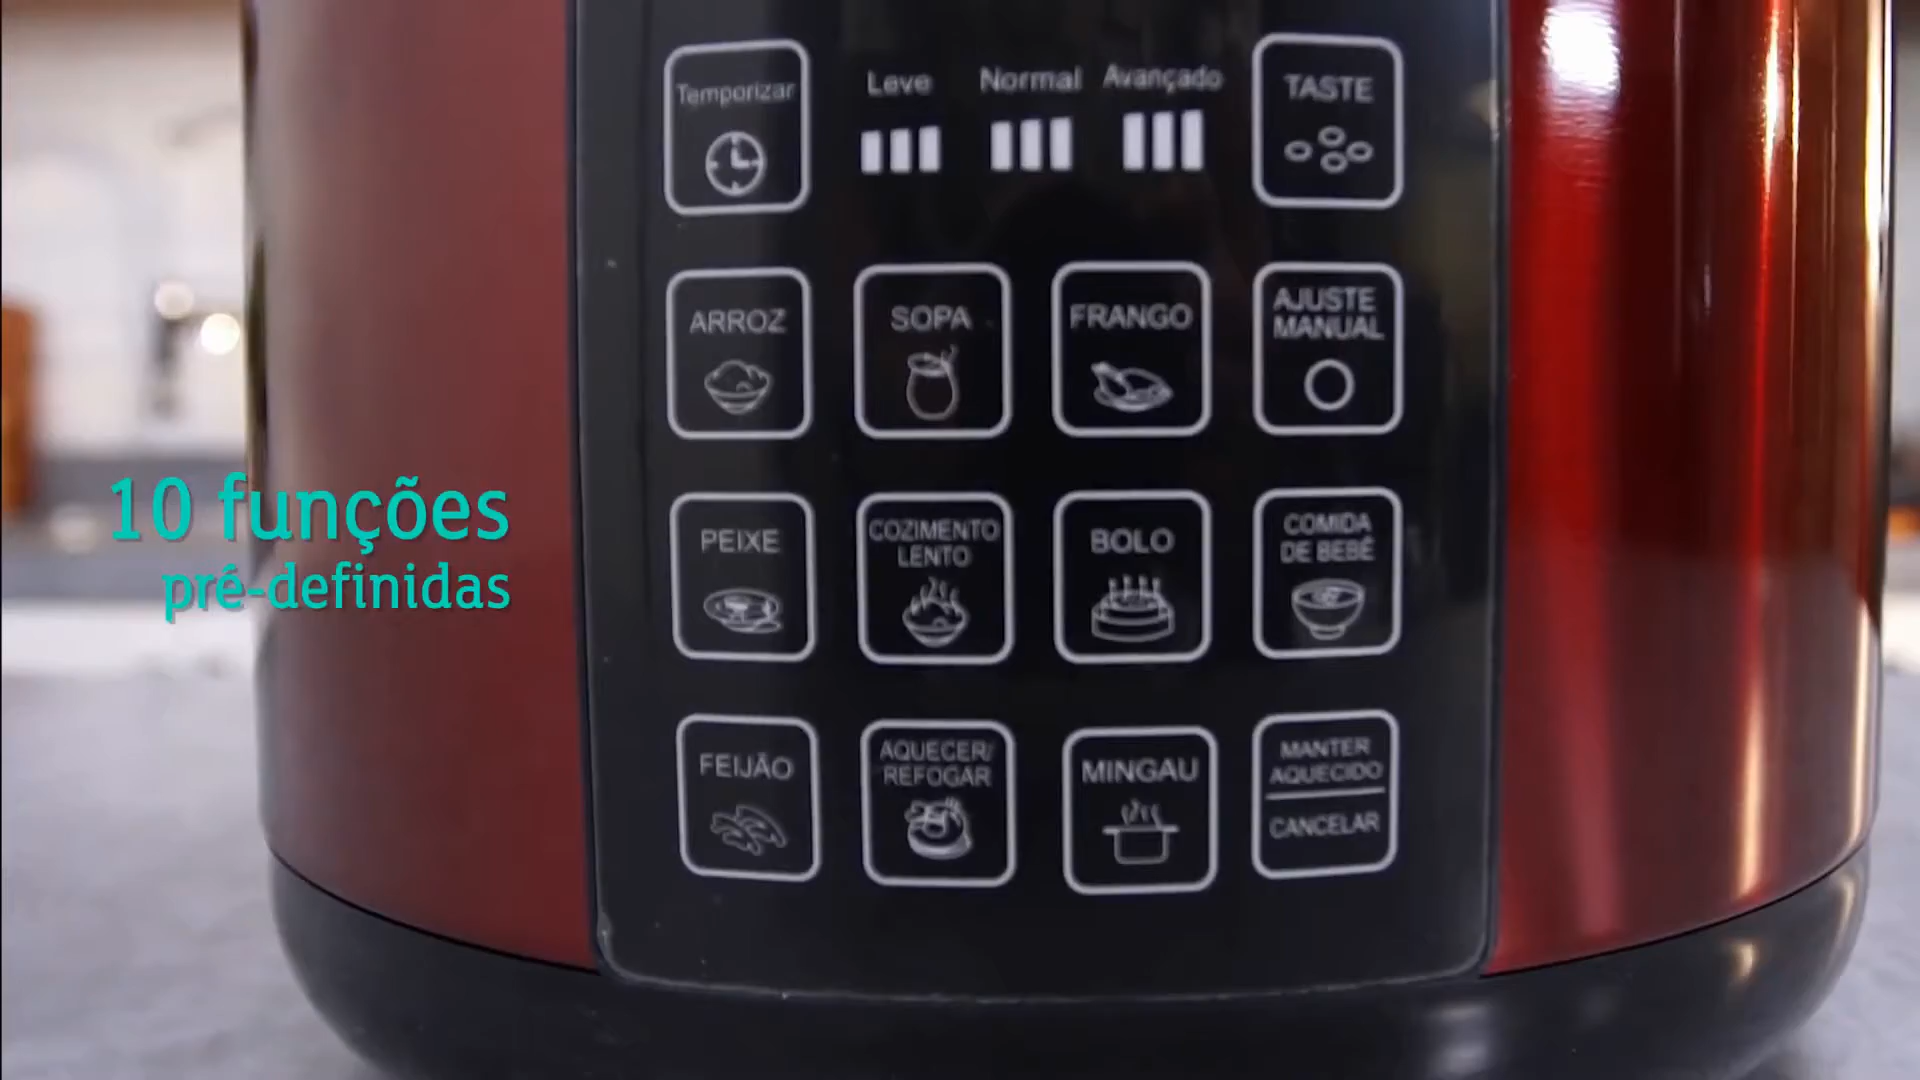 Temporizar
Leve
Normal
Avançado
TASTE
ARROZ
SOPA
FRANGO
AJUSTE
MANUAL
10 funções
pré-definidas
PEIXE
COZIMENTO
LENTO
BOLO
COMIDA
DE BEBÊ
FEIJÃO
AQUECER/
REFOGAR
MINGAU
MANTER
AQUECIDO
CANCELAR